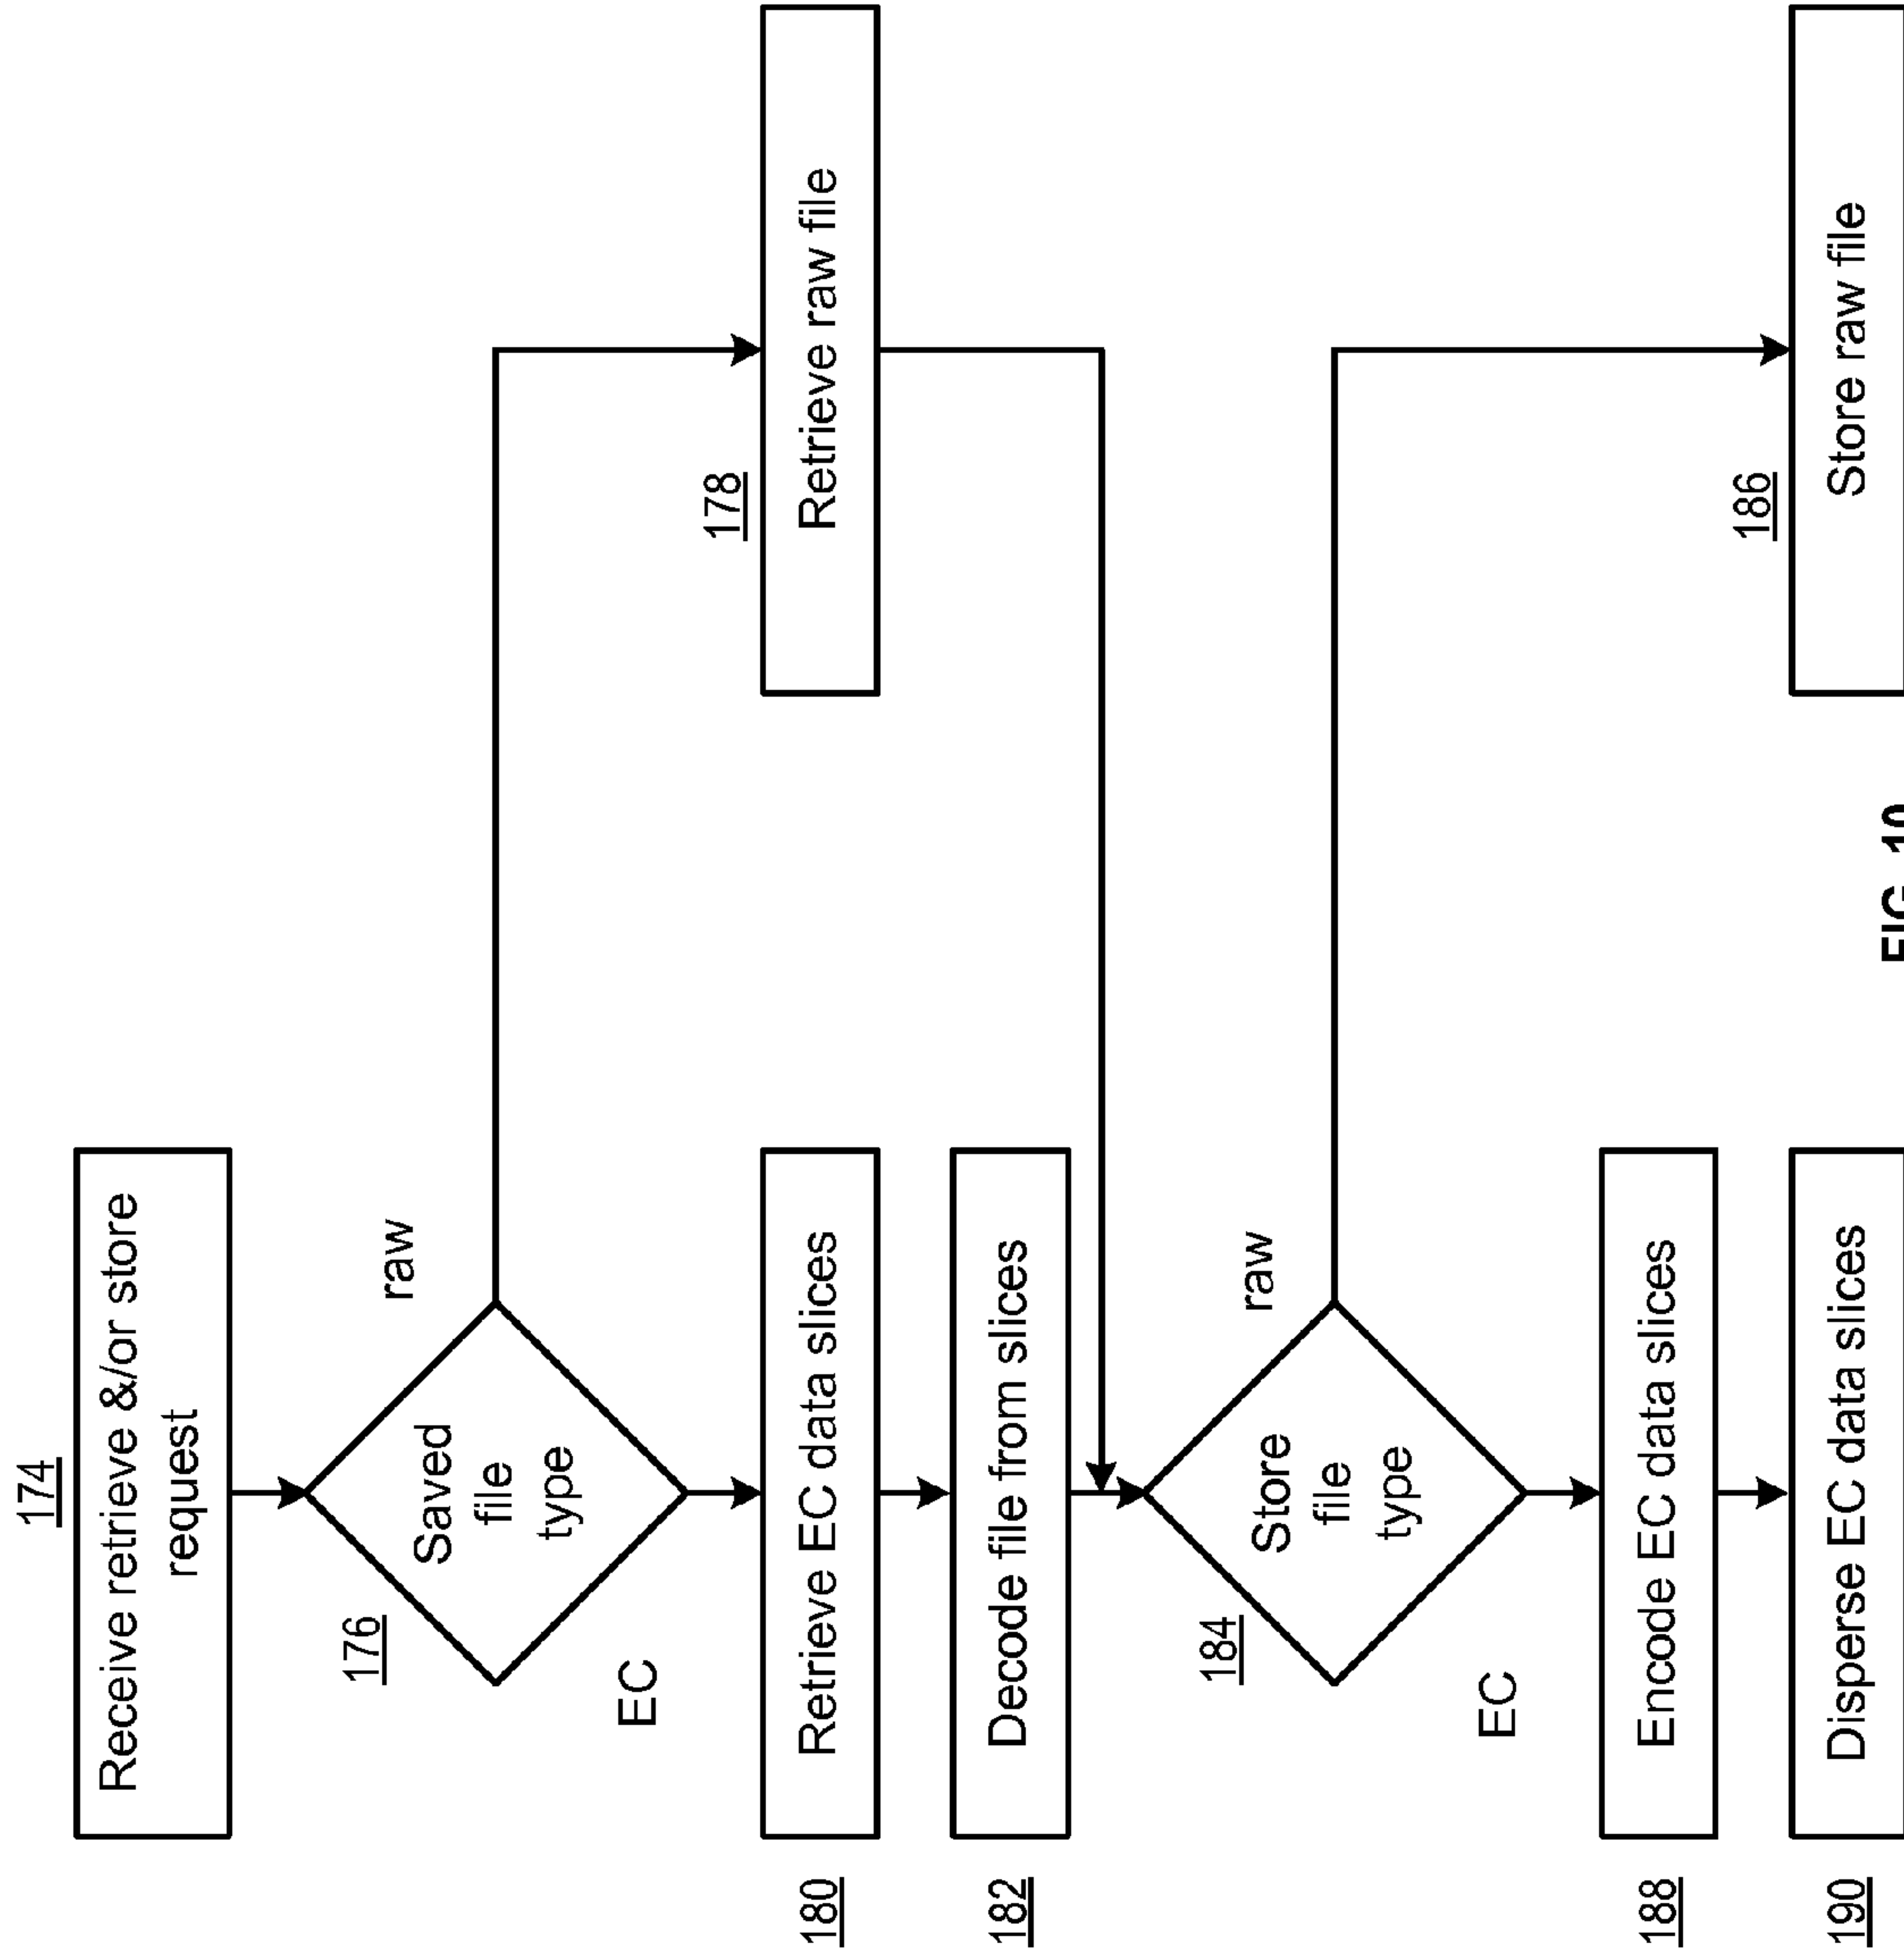 174
Receive retrieve &/or store
request
176
Saved
file
type
raw
EC
178
Retrieve raw file
180
Retrieve EC data slices
182
Decode file from slices
184
Store
file
type
raw
EC
186
Store raw file
188
Encode EC data slices
190
Disperse EC data slices
FIG